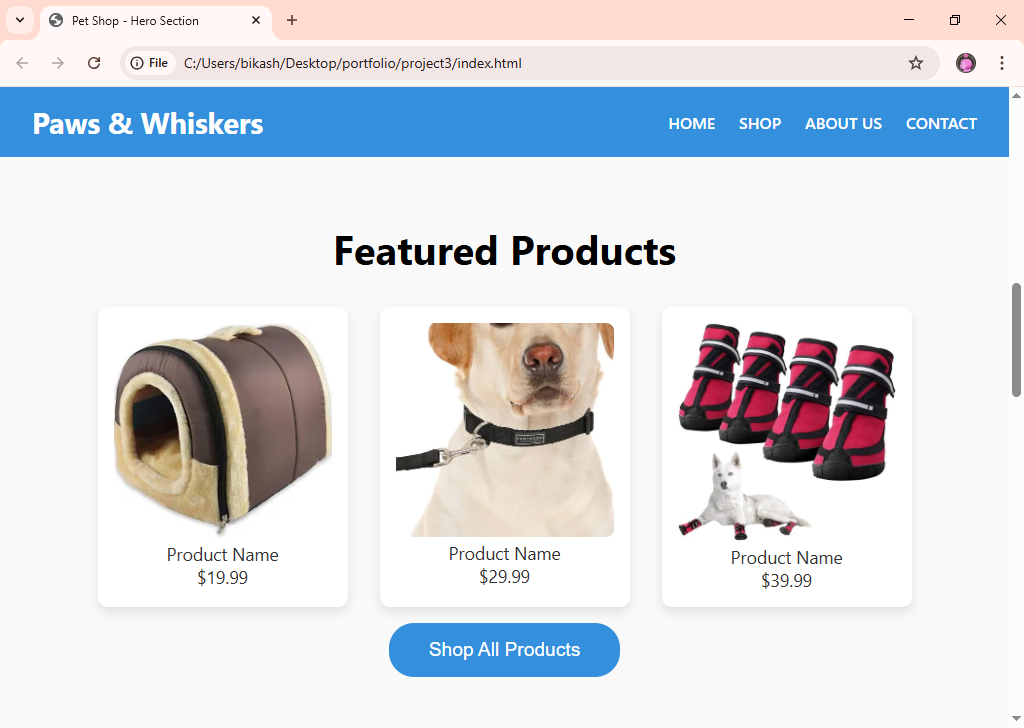 Pet Shop - Hero Section
File
C:/Users/bikash/Desktop/portfolio/project3/index.html
Paws & Whiskers
HOME
SHOP
ABOUT US
CONTACT
Featured Products
Product Name
$19.99
Product Name
$29.99
Product Name
$39.99
Shop All Products